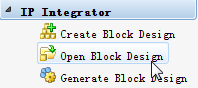 IP Integrator
Create Block Design
Open Block Design
Generate Block Design